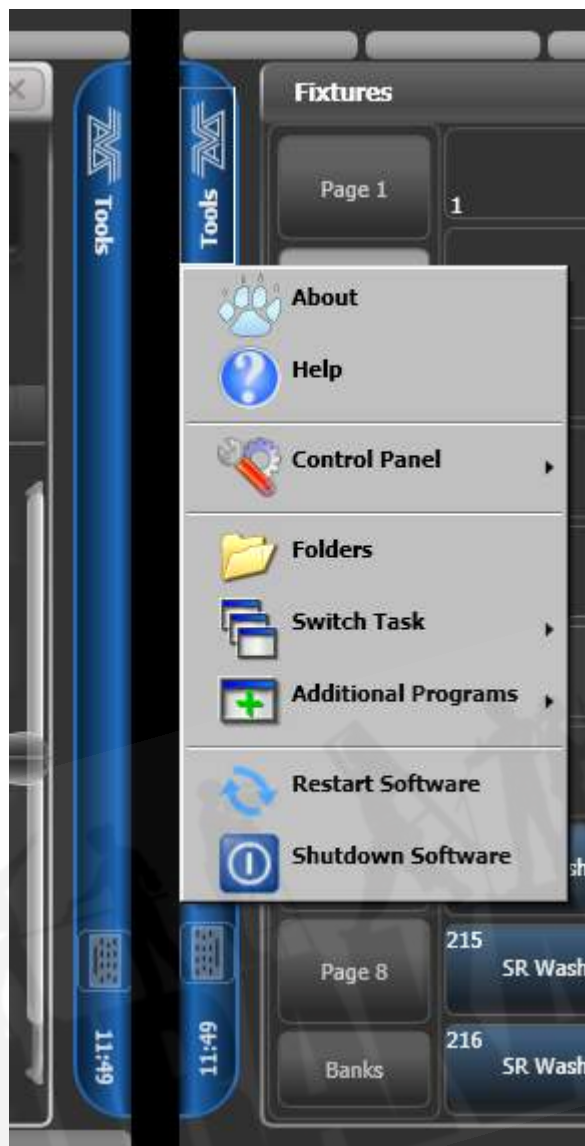 Tools
11:49
Tools
11:49
Fixtures
Page 1
1
About
Help
Control Panel
Folders
Switch Task
Additional Programs
Restart Software
Shutdown Software
Page 8
215
SR Wash
Banks
216
SR Wash